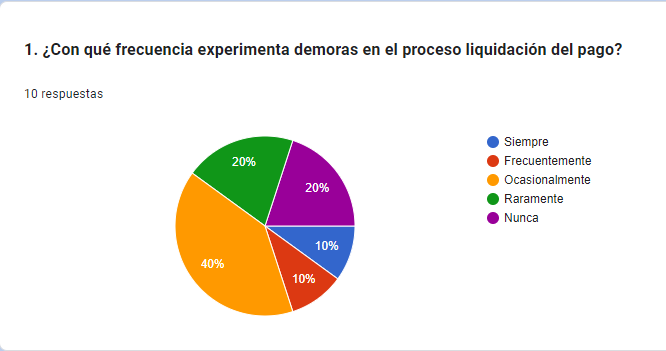 1. ¿Con qué frecuencia experimenta demoras en el proceso liquidación del pago?
10 respuestas
20%
20%
10%
10%
40%
Siempre
Frecuentemente
Ocasionalmente
Raramente
Nunca